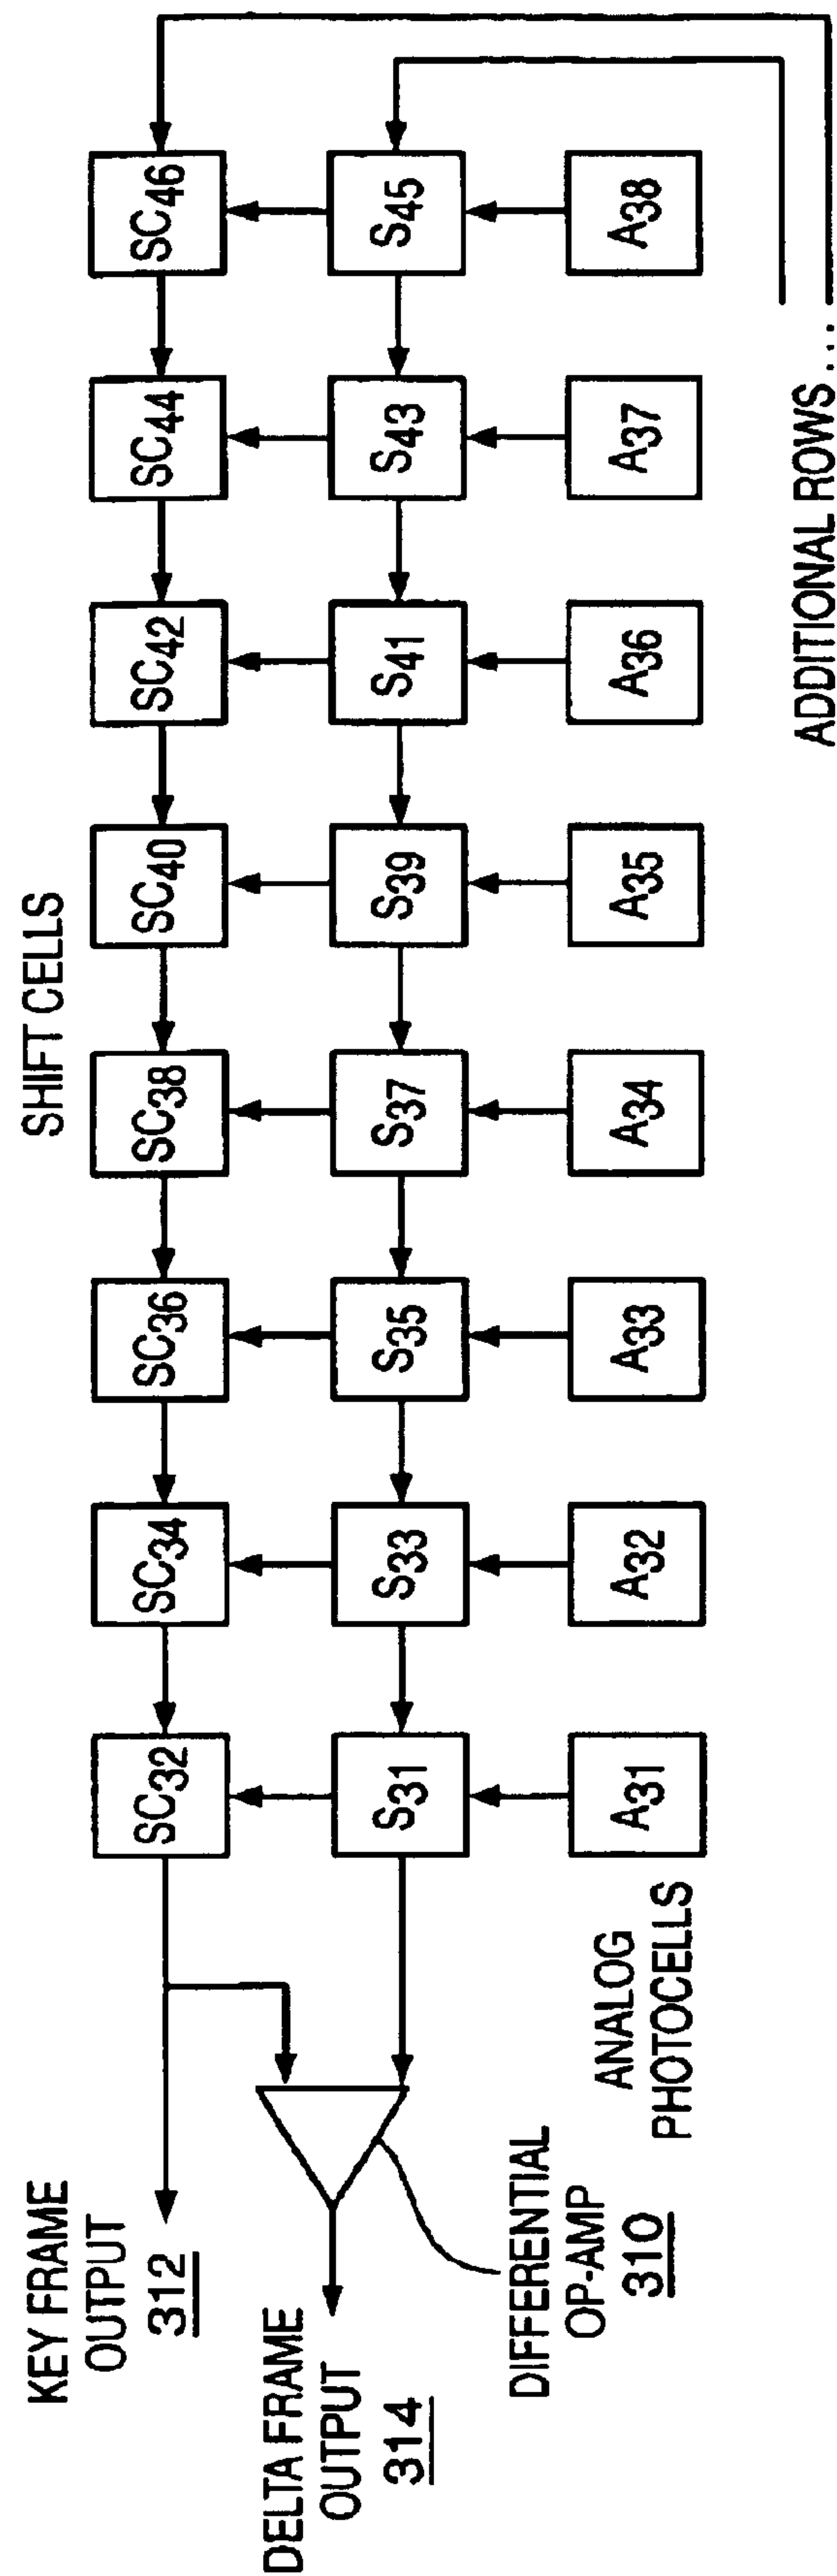 SHIFT CELLS
KEY FRAME
OUTPUT
312
SC32 SC34 SC36 SC38 SC40 SC42 SC44 SC46
DELTA FRAME
OUTPUT
314
S31 S33 S35 S37 S39 S41 S43 S45
DIFFERENTIAL
OP-AMP
310
ANALOG
PHOTOCELLS
A31 A32 A33 A34 A35 A36 A37 A38
ADDITIONAL ROWS...